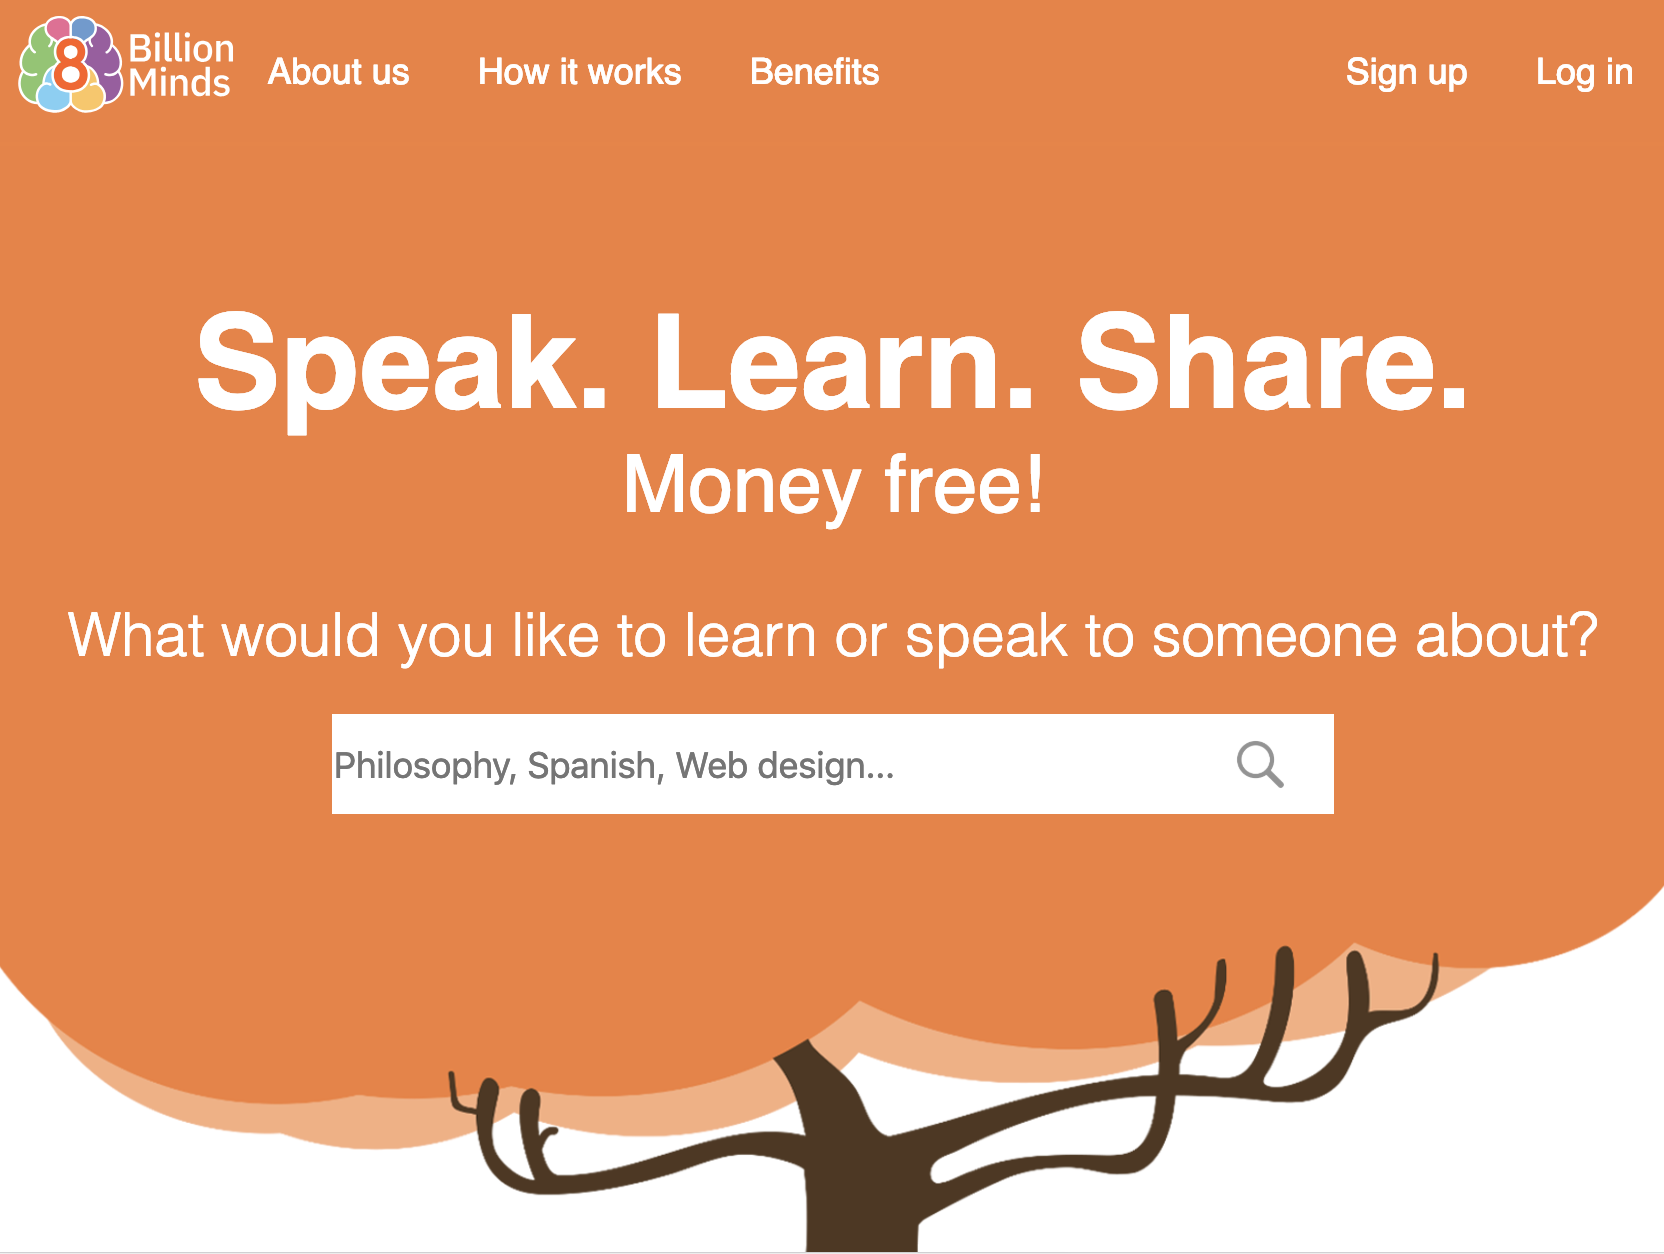 8 Billion
Minds
About us
How it works
Benefits
Sign up
Log in
Speak. Learn. Share.
Money free!
What would you like to learn or speak to someone about?
Philosophy, Spanish, Web design...